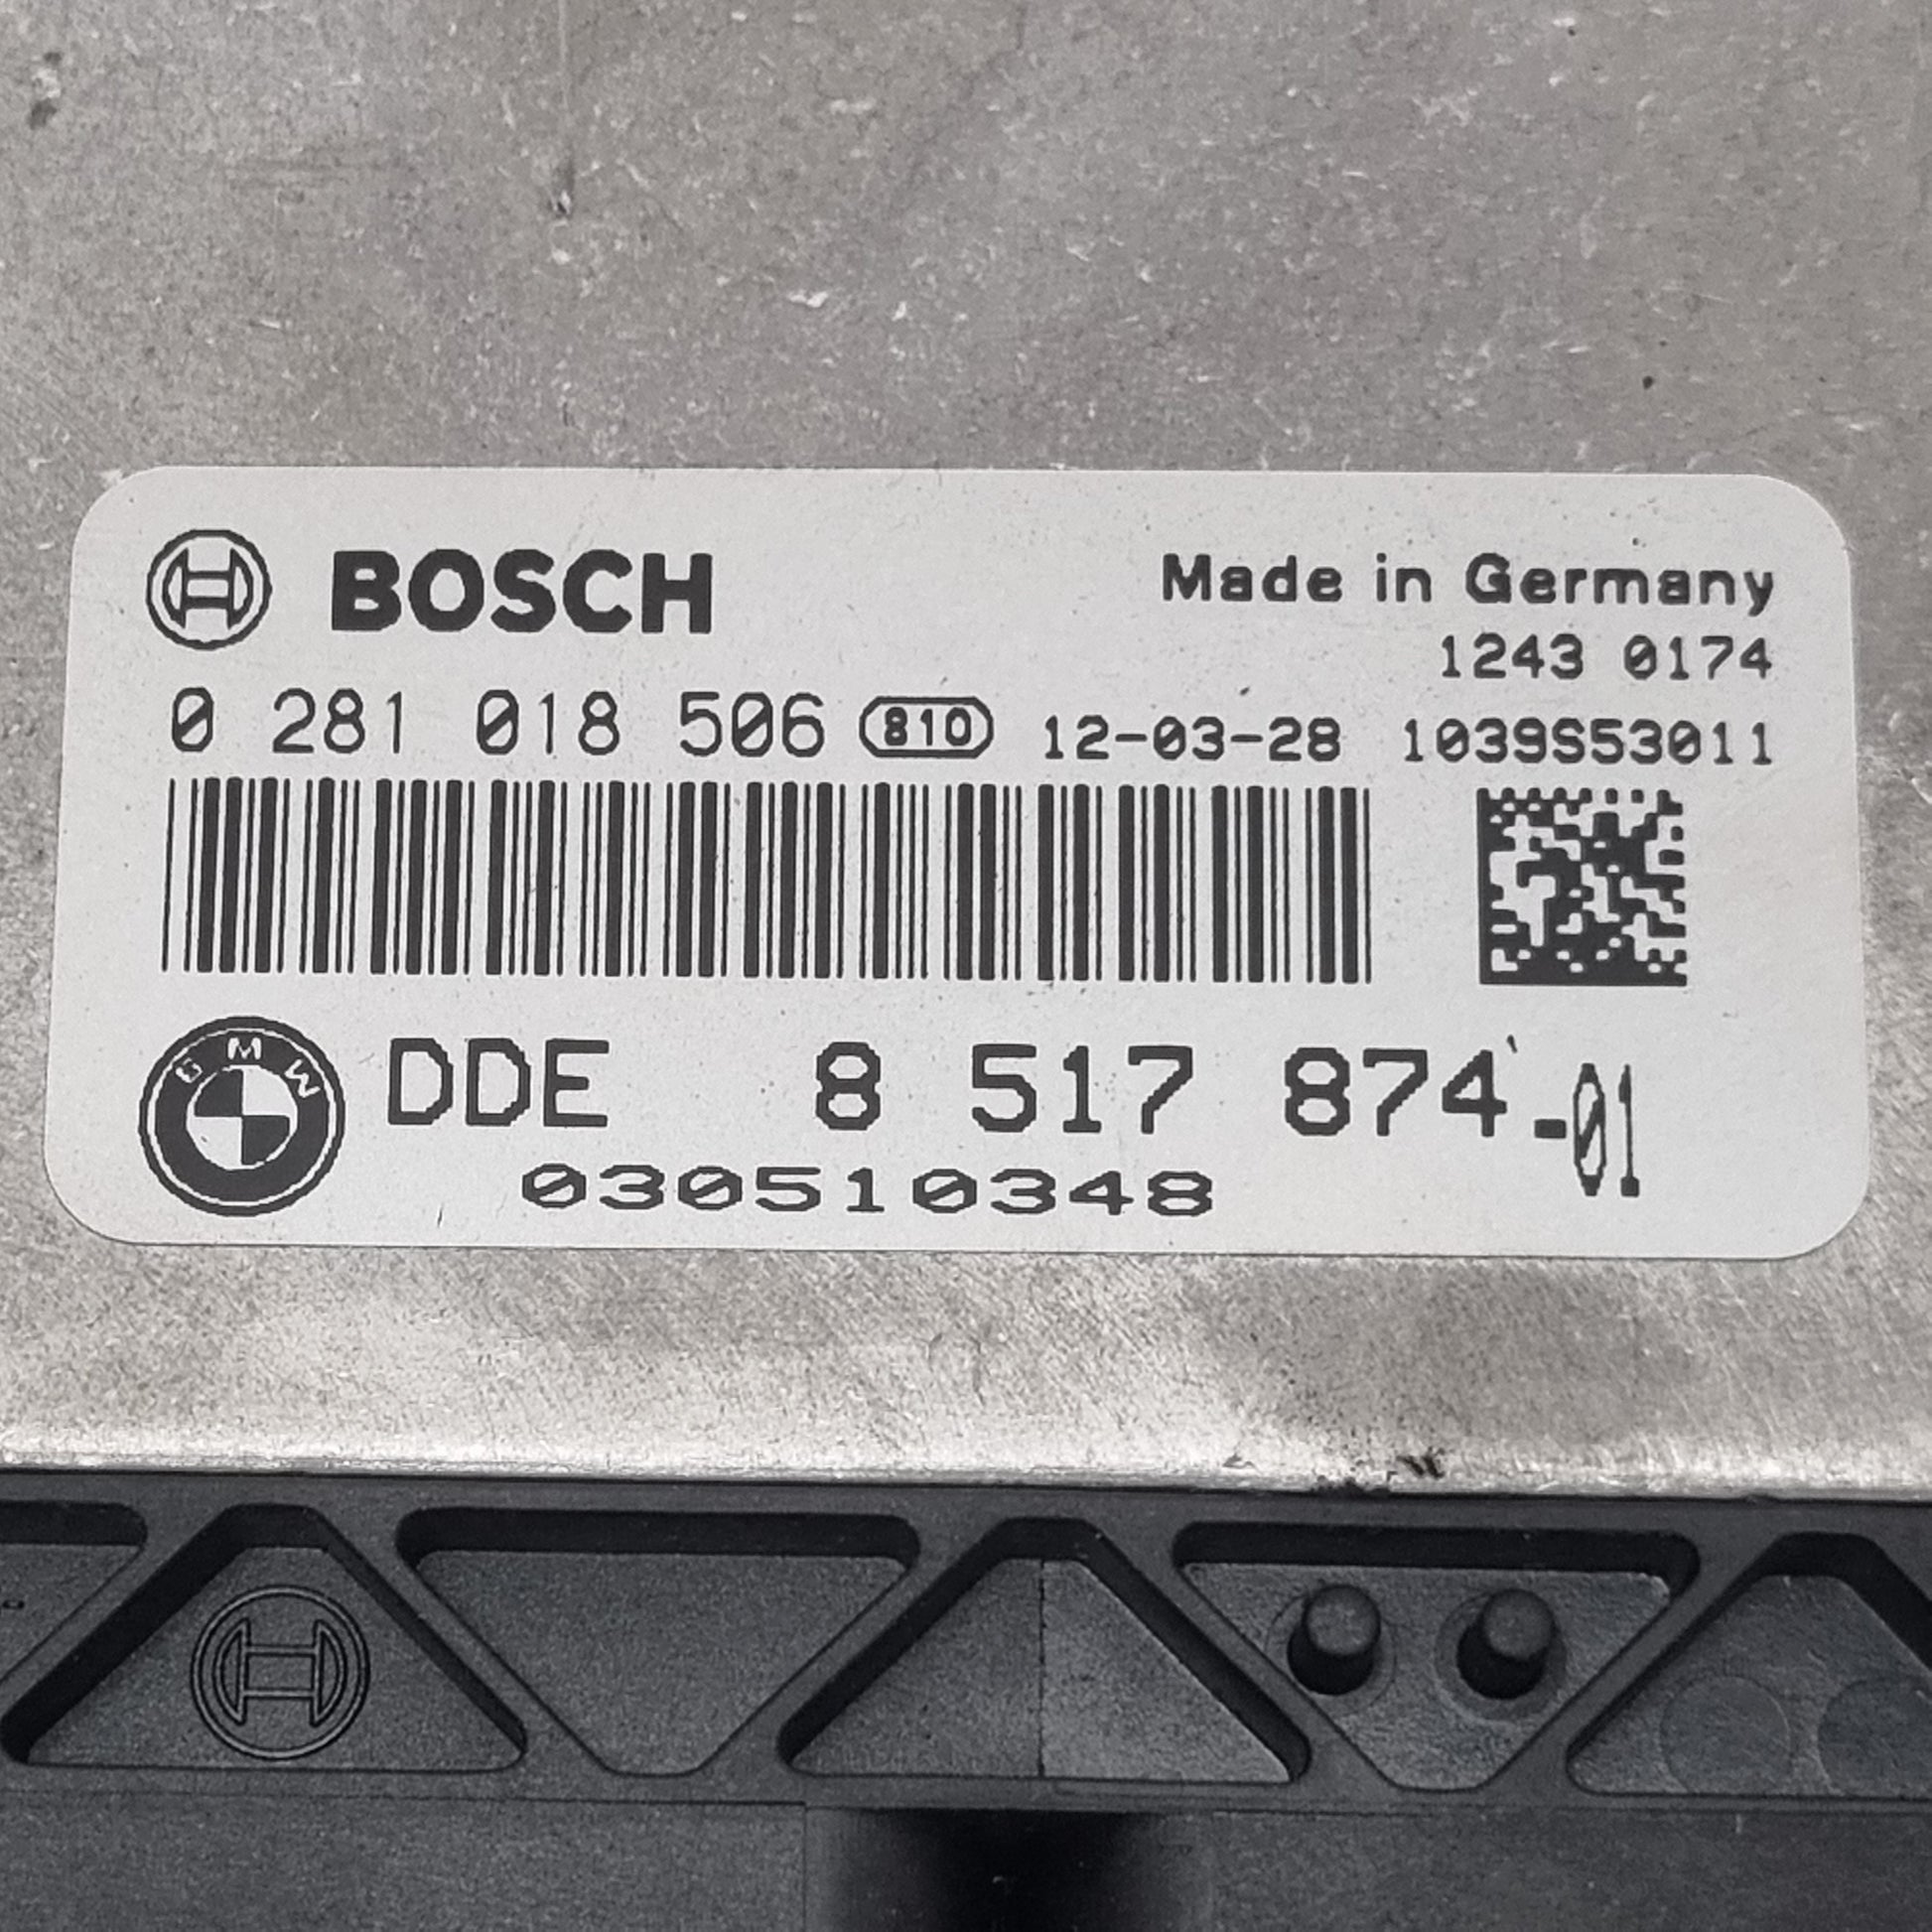 BOSCH
Made in Germany
1243 0174
0 281 018 506 810 12-03-28 1039S53011
BMW
DDE 8 517 874-01
030510348